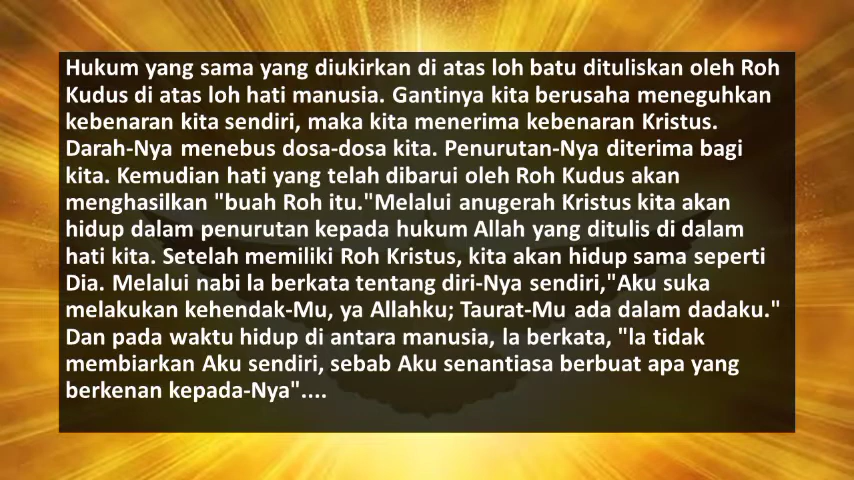 Hukum yang sama yang diukirkan di atas loh batu dituliskan oleh Roh
Kudus di atas loh hati manusia. Gantinya kita berusaha meneguhkan
kebenaran kita sendiri, maka kita menerima kebenaran Kristus.
Darah-Nya menebus dosa-dosa kita. Penurutan-Nya diterima bagi
kita. Kemudian hati yang telah dibarui oleh Roh Kudus akan
menghasilkan "buah Roh itu."Melalui anugerah Kristus kita akan
hidup dalam penurutan kepada hukum Allah yang ditulis di dalam
hati kita. Setelah memiliki Roh Kristus, kita akan hidup sama seperti
Dia. Melalui nabi la berkata tentang diri-Nya sendiri,"Aku suka
melakukan kehendak-Mu, ya Allahku; Taurat-Mu ada dalam dadaku."
Dan pada waktu hidup di antara manusia, la berkata, "la tidak
membiarkan Aku sendiri, sebab Aku senantiasa berbuat apa yang
berkenan kepada-Nya"....